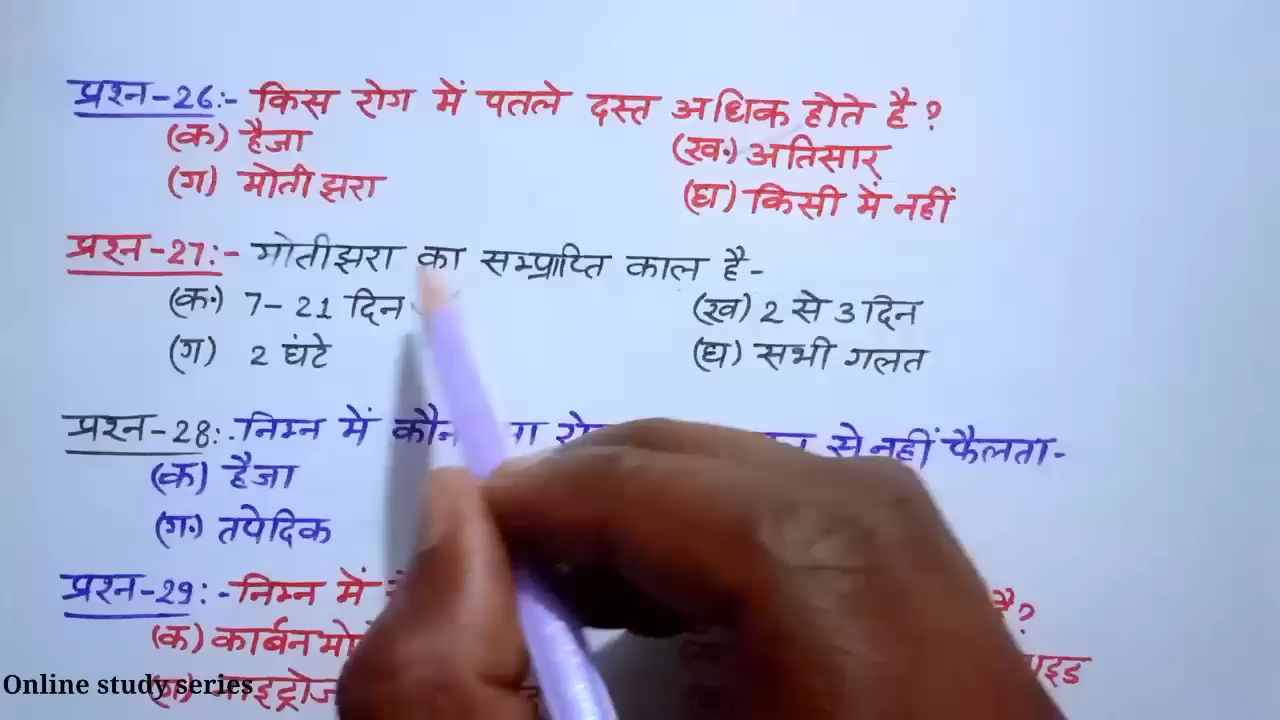 प्रश्न-26:- किस रोग में पतले दस्त अधिक होते है?
(क) हैजा (ख.) अतिसार
(ग) मोती झरा (घ) किसी में नहीं
प्रश्न-27:- मोतीझरा का सम्प्राप्ति काल है-
(क.) 7-21 दिन (ख) 2 से 3 दिन
(ग) 2 घंटे (घ) सभी गलत
प्रश्न-28:. निम्न में से नहीं फैलता-
(क) हैजा
(ग.) तपेदिक
प्रश्न-29:- निम्न में
(क)
Online study series